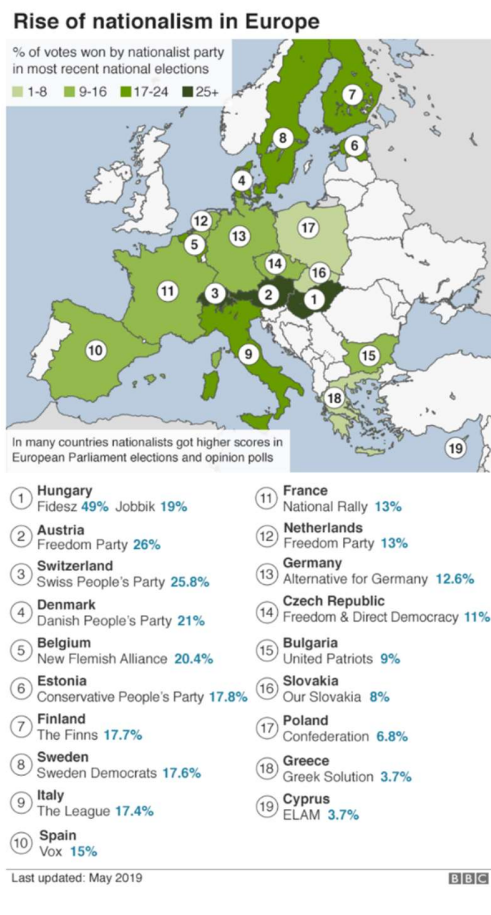 Rise of nationalism in Europe
% of votes won by nationalist party
in most recent national elections
1-8 9-16 17-24 25+
7
8
6
4
12
13
17
5
14
16
11
3
2
1
10
9
15
18
19
In many countries nationalists got higher scores in
European Parliament elections and opinion polls
1 Hungary
Fidesz 49% Jobbik 19%
2 Austria
Freedom Party 26%
3 Switzerland
Swiss People's Party 25.8%
4 Denmark
Danish People's Party 21%
5 Belgium
New Flemish Alliance 20.4%
6 Estonia
Conservative People's Party 17.8%
7 Finland
The Finns 17.7%
8 Sweden
Sweden Democrats 17.6%
9 Italy
The League 17.4%
10 Spain
Vox 15%
11 France
National Rally 13%
12 Netherlands
Freedom Party 13%
13 Germany
Alternative for Germany 12.6%
14 Czech Republic
Freedom & Direct Democracy 11%
15 Bulgaria
United Patriots 9%
16 Slovakia
Our Slovakia 8%
17 Poland
Confederation 6.8%
18 Greece
Greek Solution 3.7%
19 Cyprus
ELAM 3.7%
Last updated: May 2019
BBC